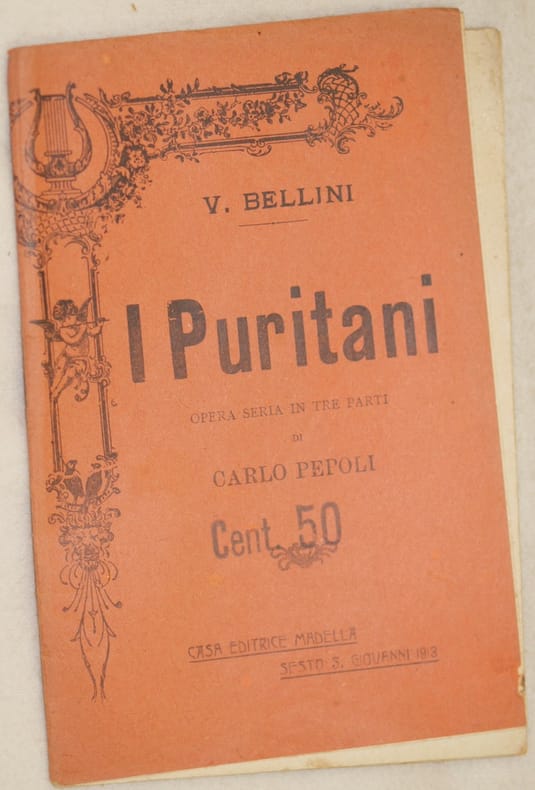 V. BELLINI
I Puritani
OPERA SERIA IN TRE PARTI
DI
CARLO PEPOLI
Cent. 50
CASA EDITRICE MADELLA
SESTO S. GIOVANNI 1913